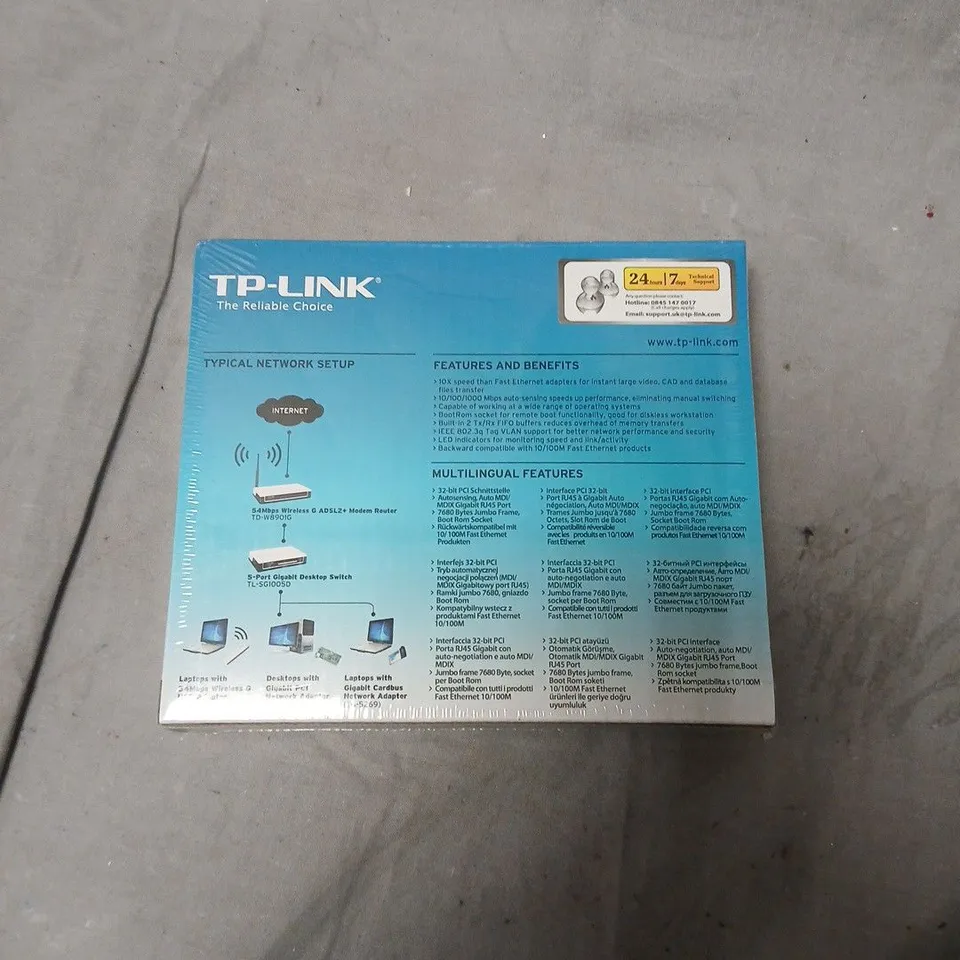 TP-LINK®
The Reliable Choice
24 hours 7 days Technical Support
Any question please contact
Hotline: 0845 147 0017
Email: support.uk@tp-link.com
www.tp-link.com
TYPICAL NETWORK SETUP
INTERNET
54Mbps Wireless G ADSL2+ Modem Router
TD-W8901G
5-Port Gigabit Desktop Switch
TL-SG1005D
Laptops with
54Mbps Wireless G
Desktops with
Gigabit PCI
Network Adapter
Laptops with
Gigabit Cardbus
Network Adapter
FEATURES AND BENEFITS
› 10X speed than Fast Ethernet adapters for instant large video, CAD and database
files transfer
› 10/100/1000 Mbps auto-sensing speeds up performance, eliminating manual switching
› Capable of working at a wide range of operating systems
› BootRom socket for remote boot functionality, good for diskless workstation
› Built-in 2 Tx/Rx FIFO buffers reduces overhead of memory transfers
› IEEE 802.3q Tag VLAN support for better network performance and security
› LED indicators for monitoring speed and link/activity
› Backward compatible with 10/100M Fast Ethernet products
MULTILINGUAL FEATURES
› 32-bit PCI Schnittstelle
› Autosensing, Auto MDI/
MDIX Gigabit RJ45 Port
› 7680 Bytes Jumbo Frame,
Boot Rom Socket
› Rückwärtskompatibel mit
10/ 100M Fast Ethernet
Produkten
› Interface PCI 32-bit
› Port RJ45 à Gigabit Auto
négociation, Auto MDI/MDIX
› Trames Jumbo jusqu'à 7680
Octets, Slot Rom de Boot
› Compatibilité réversible
avec les produits en 10/100M
Fast Ethernet
› 32-bit interface PCI
› Portas RJ45 Gigabit com Auto-
negociação, auto MDI/MDIX
› Jumbo frame 7680 Bytes,
Socket Boot Rom
› Compatibilidade reversa com
produtos Fast Ethernet 10/100M
› Interfejs 32-bit PCI
› Tryb automatycznej
negocjacji połączeń (MDI/
MDIX Gigabitowy port RJ45)
› Ramki jumbo 7680, gniazdo
Boot Rom
› Kompatybilny wstecz z
produktami Fast Ethernet
10/100M
› Interfaccia 32-bit PCI
› Porta RJ45 Gigabit con
auto-negotiation e auto
MDI/MDIX
› Jumbo frame 7680 Byte,
socket per Boot Rom
› Compatibile con tutti i prodotti
Fast Ethernet 10/100M
› 32-битный PCI интерфейсы
› Авто-определение, Авто MDI/
MDIX Гигабит RJ45 порт
› 7680 байт Jumbo пакет,
разъем для загрузочного ПЗУ
› Совместим с 10/100M Fast
Ethernet продуктами
› Interfaccia 32-bit PCI
› Porta RJ45 Gigabit con
auto-negotiation e auto MDI/
MDIX
› Jumbo frame 7680 Byte, socket
per Boot Rom
› Compatibile con tutti i prodotti
Fast Ethernet 10/100M
› 32-bit PCI atayüzü
› Otomatik Görüşme,
Otomatik MDI/MDIX Gigabit
RJ45 Port
› 7680 Bytes jumbo frame,
Boot Rom soketi
› 10/100M Fast Ethernet
ürünleri ile geriye doğru
uyumluluk
› 32-bit PCI interface
› Auto-negotiation, auto MDI/
MDIX Gigabit RJ45 Port
› 7680 Bytes jumbo frame,Boot
Rom socket
› Zpětná kompatibilita s 10/100M
Fast Ethernet produkty